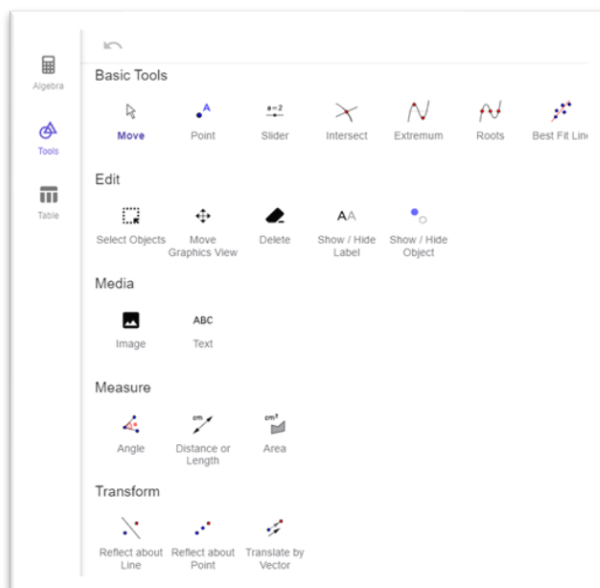 Algebra
Tools
Table
Basic Tools
A
a=2
Move
Point
Slider
Intersect
Extremum
Roots
Best Fit Line
Edit
AA
Select Objects
Move
Graphics View
Delete
Show / Hide
Label
Show / Hide
Object
Media
ABC
Image
Text
Measure
cm
cm²
Angle
Distance or
Length
Area
Transform
Reflect about
Line
Reflect about
Point
Translate by
Vector